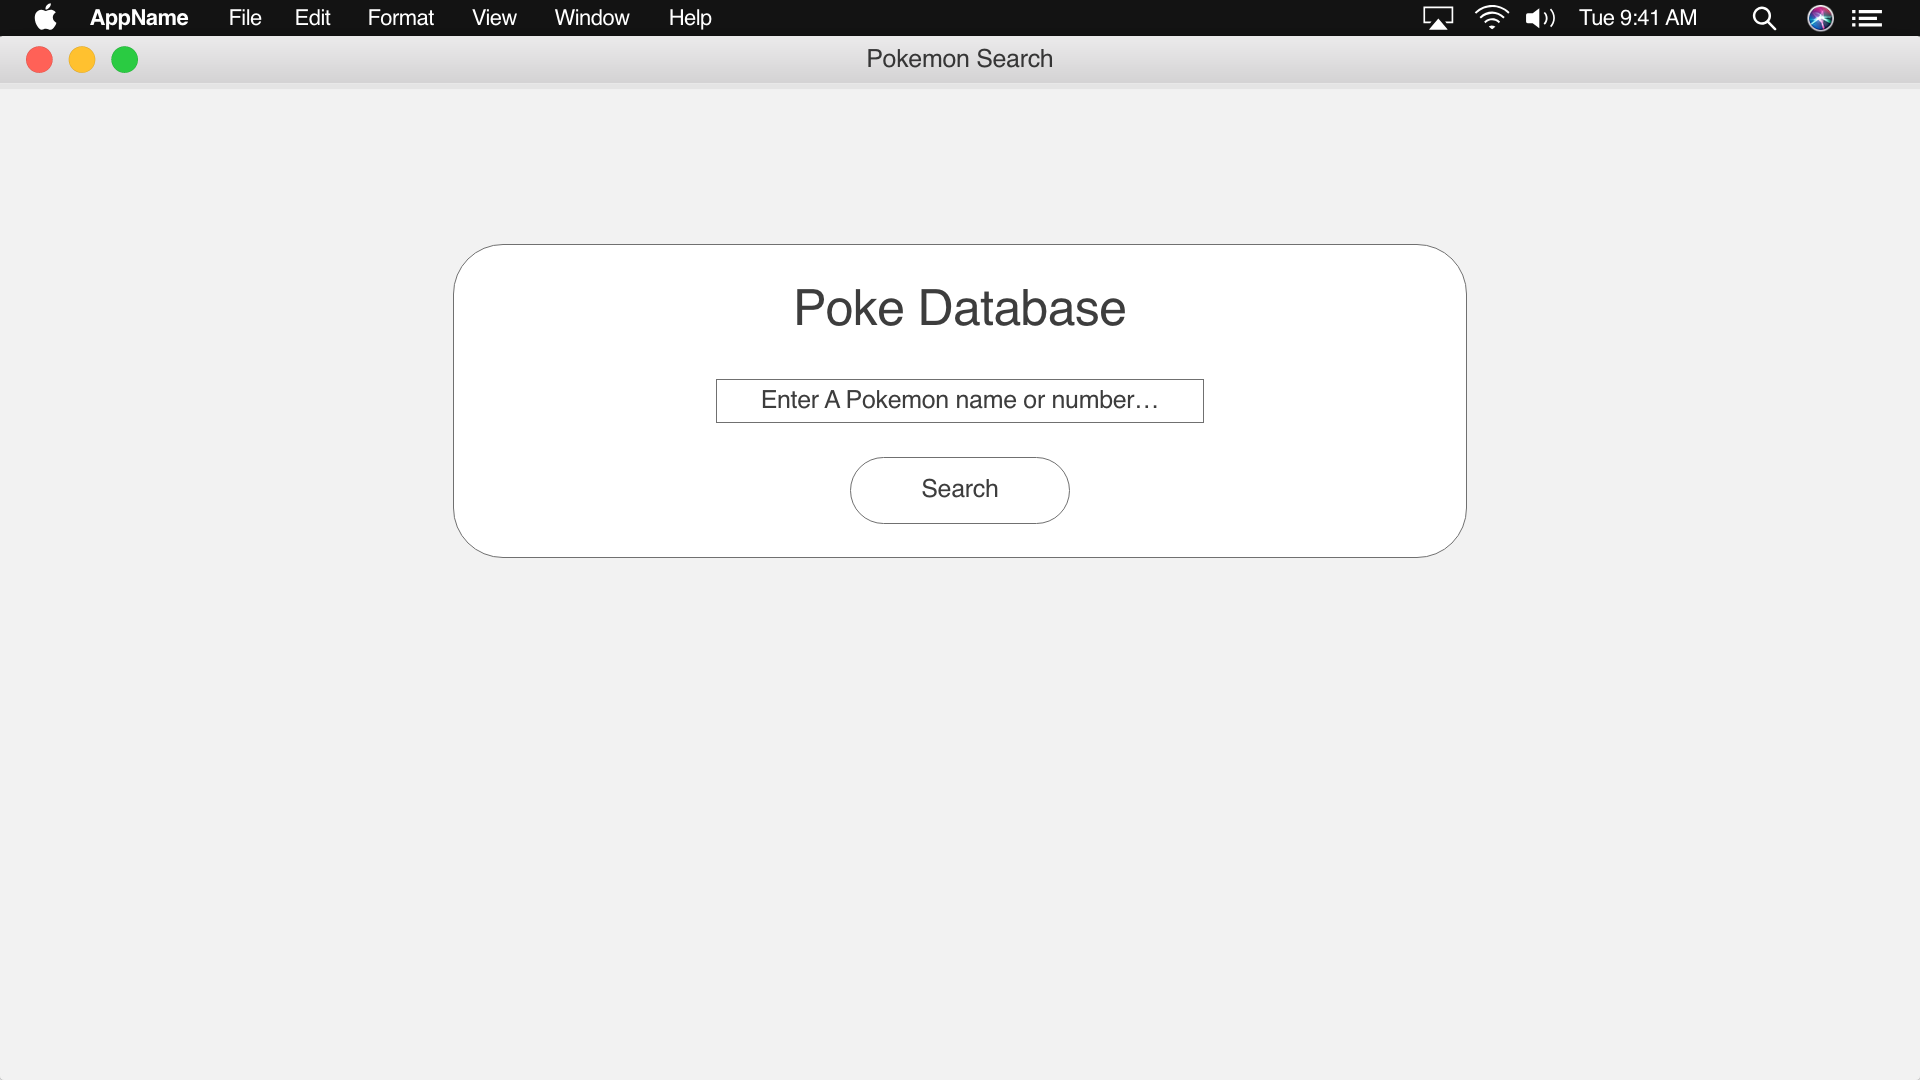 AppName File Edit Format View Window Help Tue 9:41 AM
Pokemon Search
Poke Database
Enter A Pokemon name or number…
Search